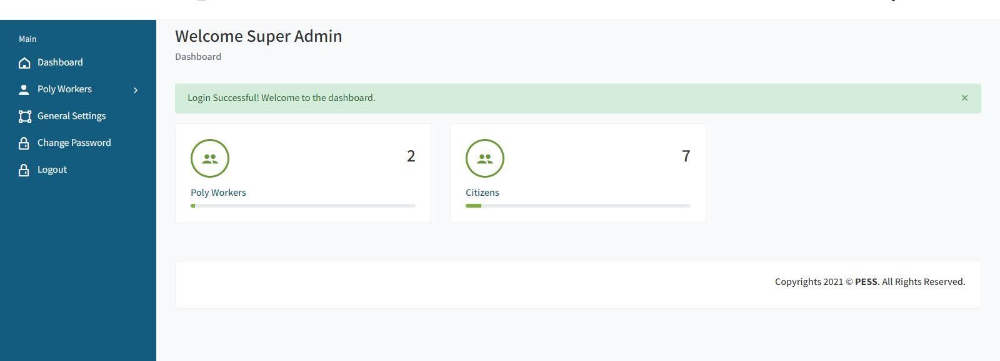 Main
Dashboard
Poly Workers
General Settings
Change Password
Logout
Welcome Super Admin
Dashboard
Login Successful! Welcome to the dashboard.
×
2
Poly Workers
7
Citizens
Copyrights 2021 © PESS. All Rights Reserved.